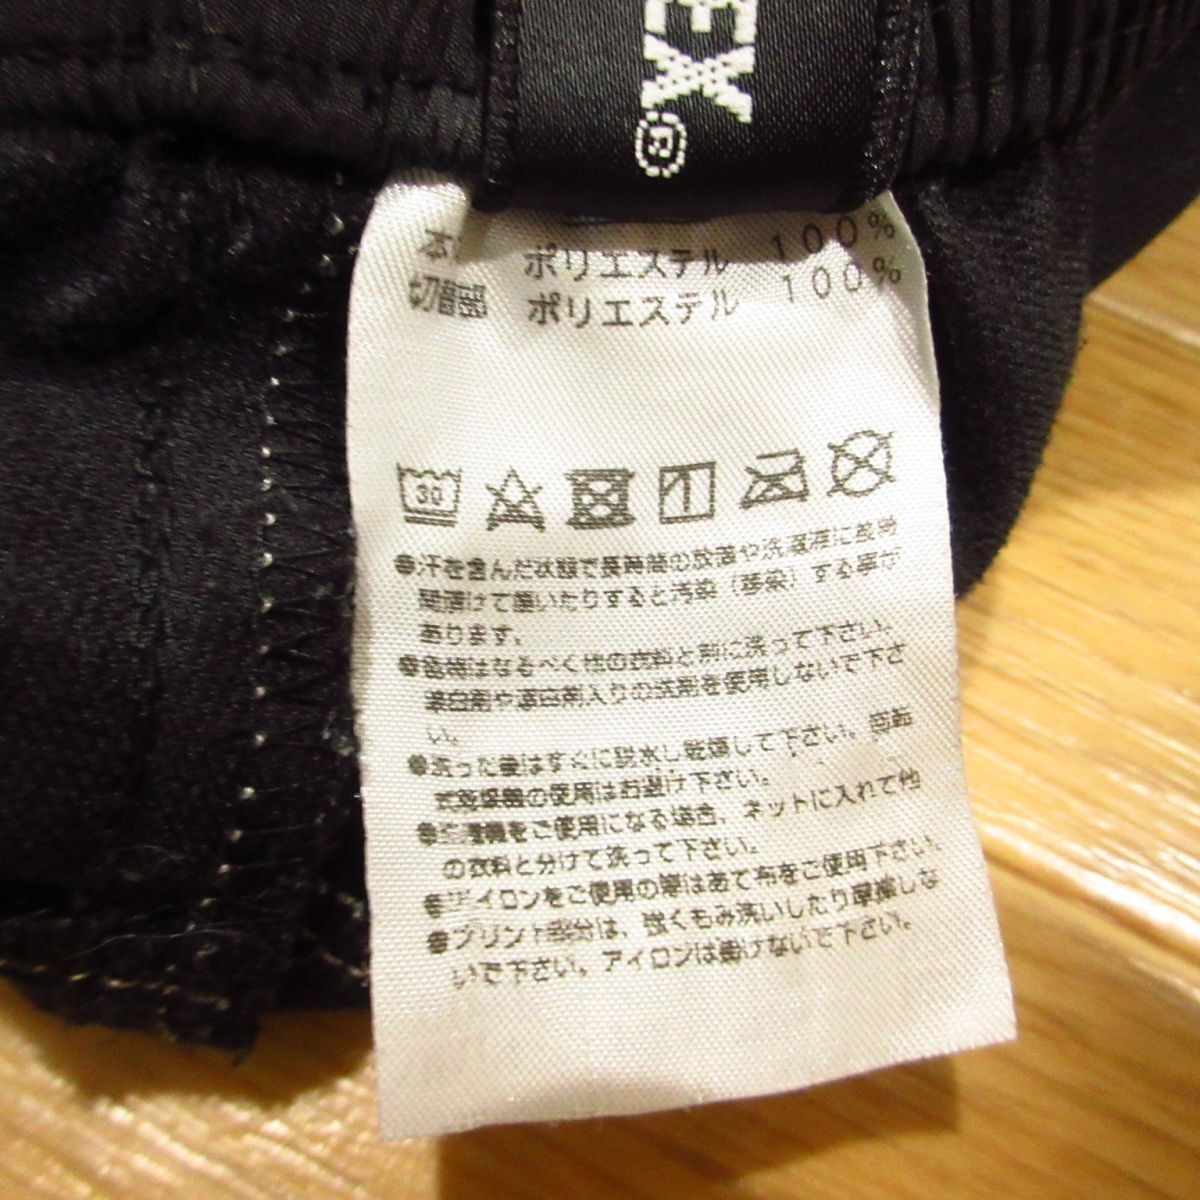 EX®
本 ポリエステル 100%
切替部 ポリエステル 100%
30
●汗を含んだ状態で長時間の放置や洗濯液に長時
間漬けて置いたりすると汚染(移染)する事が
あります。
●色物はなるべく他の衣料と別に洗って下さい。
漂白剤や漂白剤入りの洗剤を使用しないで下さ
い。
●洗った後はすぐに脱水し乾燥して下さい。回転
式乾燥機の使用はお避け下さい。
●洗濯機をご使用になる場合、ネットに入れて他
の衣料と分けて洗って下さい。
●アイロンをご使用の際はあて布をご使用下さい。
●プリント部分は、強くもみ洗いしたり摩擦しな
いで下さい。アイロンは掛けないで下さい。